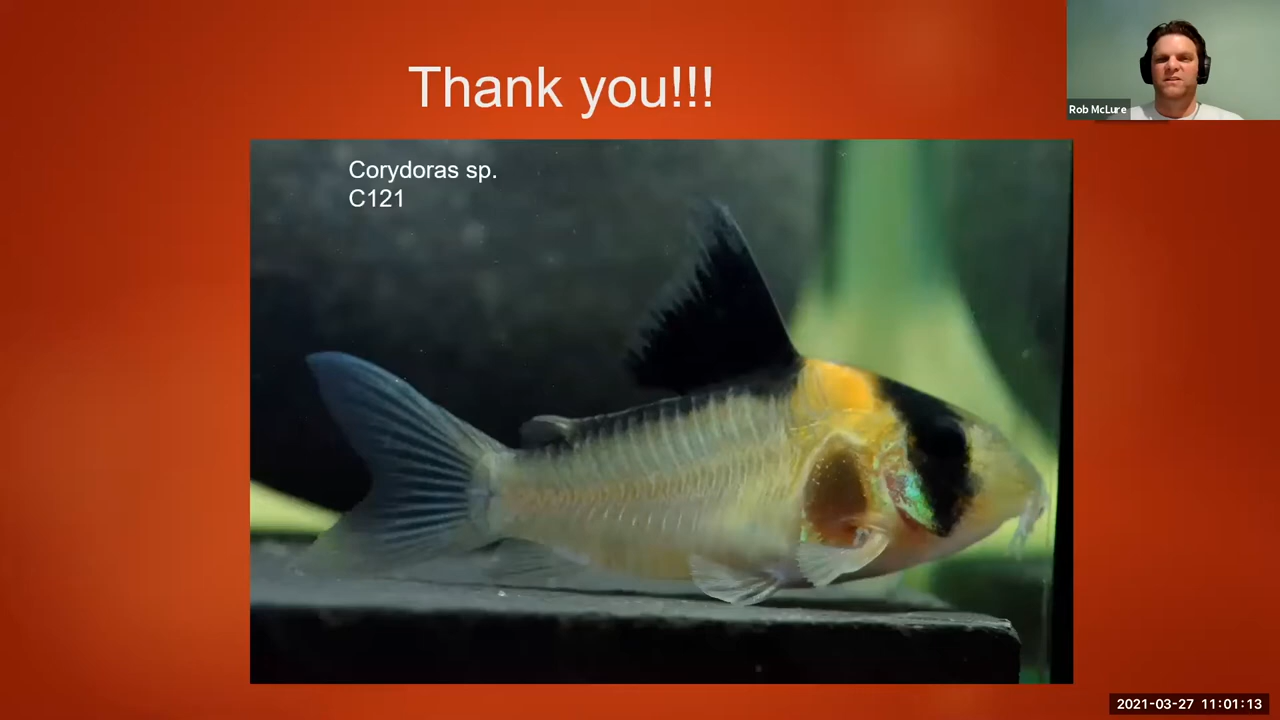 Thank you!!!
Rob McLure
Corydoras sp.
C121
2021-03-27 11:01:13